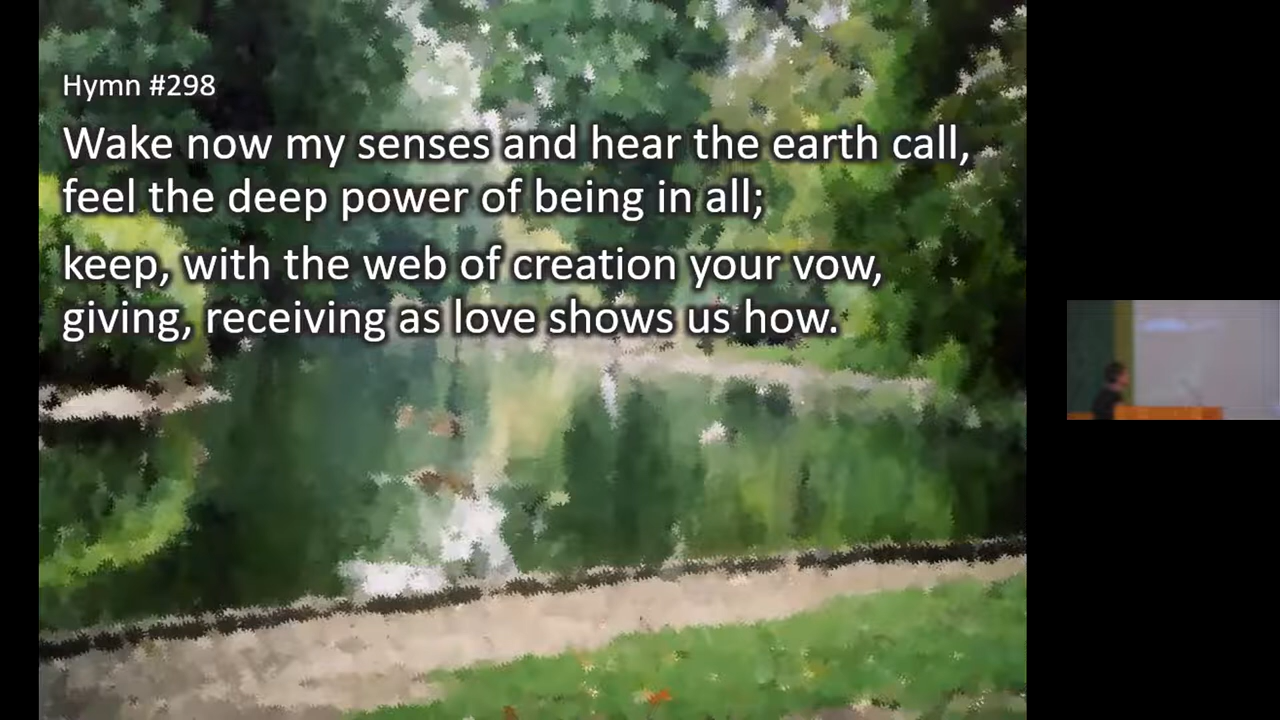 Hymn #298
Wake now my senses and hear the earth call,
feel the deep power of being in all;
keep, with the web of creation your vow,
giving, receiving as love shows us how.